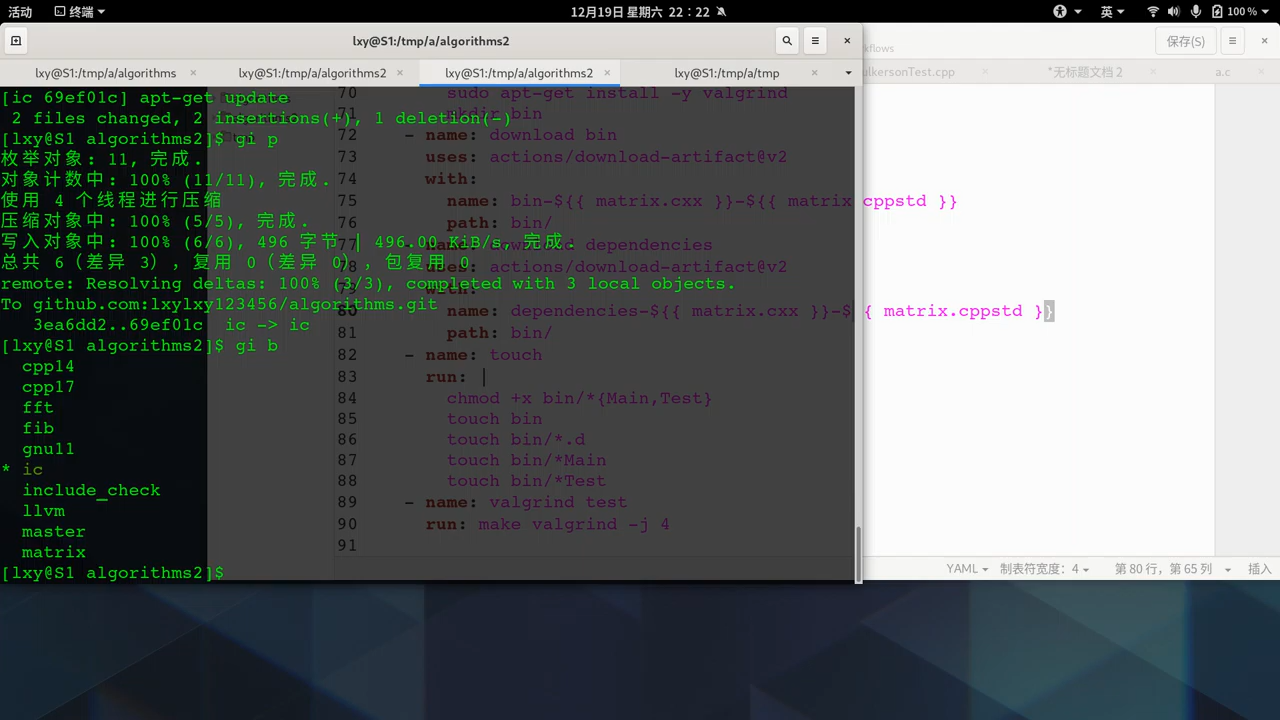 活动 终端 12月19日 星期六 22：22 英 100 %
lxy@S1:/tmp/a/algorithms2
保存(S)
lxy@S1:/tmp/a/algorithms × lxy@S1:/tmp/a/algorithms2 × lxy@S1:/tmp/a/algorithms2 × lxy@S1:/tmp/a/tmp ×
ulkersonTest.cpp × *无标题文档 2 × a.c ×
[ic 69ef01c] apt-get update
 2 files changed, 2 insertions(+), 1 deletion(-)
[lxy@S1 algorithms2]$ gi p
枚举对象: 11, 完成.
对象计数中: 100% (11/11), 完成.
使用 4 个线程进行压缩
压缩对象中: 100% (5/5), 完成.
写入对象中: 100% (6/6), 496 字节 | 496.00 KiB/s, 完成.
总共 6（差异 3），复用 0（差异 0），包复用 0
remote: Resolving deltas: 100% (3/3), completed with 3 local objects.
To github.com:lxylxy123456/algorithms.git
   3ea6dd2..69ef01c  ic -> ic
[lxy@S1 algorithms2]$ gi b
  cpp14
  cpp17
  fft
  fib
  gnu11
* ic
  include_check
  llvm
  master
  matrix
[lxy@S1 algorithms2]$
70 sudo apt-get install -y valgrind
71 mkdir bin
72 - name: download bin
73 uses: actions/download-artifact@v2
74 with:
75 name: bin-${{ matrix.cxx }}-${{ matrix.cppstd }}
76 path: bin/
77 - name: download dependencies
78 uses: actions/download-artifact@v2
with:
80 name: dependencies-${{ matrix.cxx }}-${{ matrix.cppstd }}
81 path: bin/
82 - name: touch
83 run: |
84 chmod +x bin/*{Main,Test}
85 touch bin
86 touch bin/*.d
87 touch bin/*Main
88 touch bin/*Test
89 - name: valgrind test
90 run: make valgrind -j 4
91
YAML 制表符宽度：4 第 80 行，第 65 列 插入